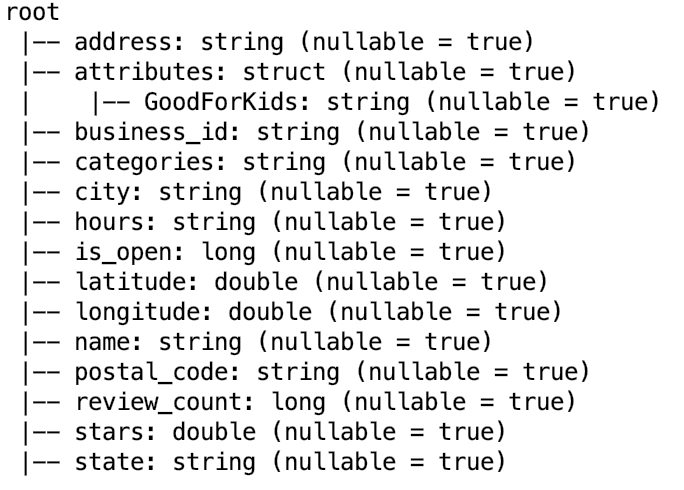 root
 |-- address: string (nullable = true)
 |-- attributes: struct (nullable = true)
 |    |-- GoodForKids: string (nullable = true)
 |-- business_id: string (nullable = true)
 |-- categories: string (nullable = true)
 |-- city: string (nullable = true)
 |-- hours: string (nullable = true)
 |-- is_open: long (nullable = true)
 |-- latitude: double (nullable = true)
 |-- longitude: double (nullable = true)
 |-- name: string (nullable = true)
 |-- postal_code: string (nullable = true)
 |-- review_count: long (nullable = true)
 |-- stars: double (nullable = true)
 |-- state: string (nullable = true)